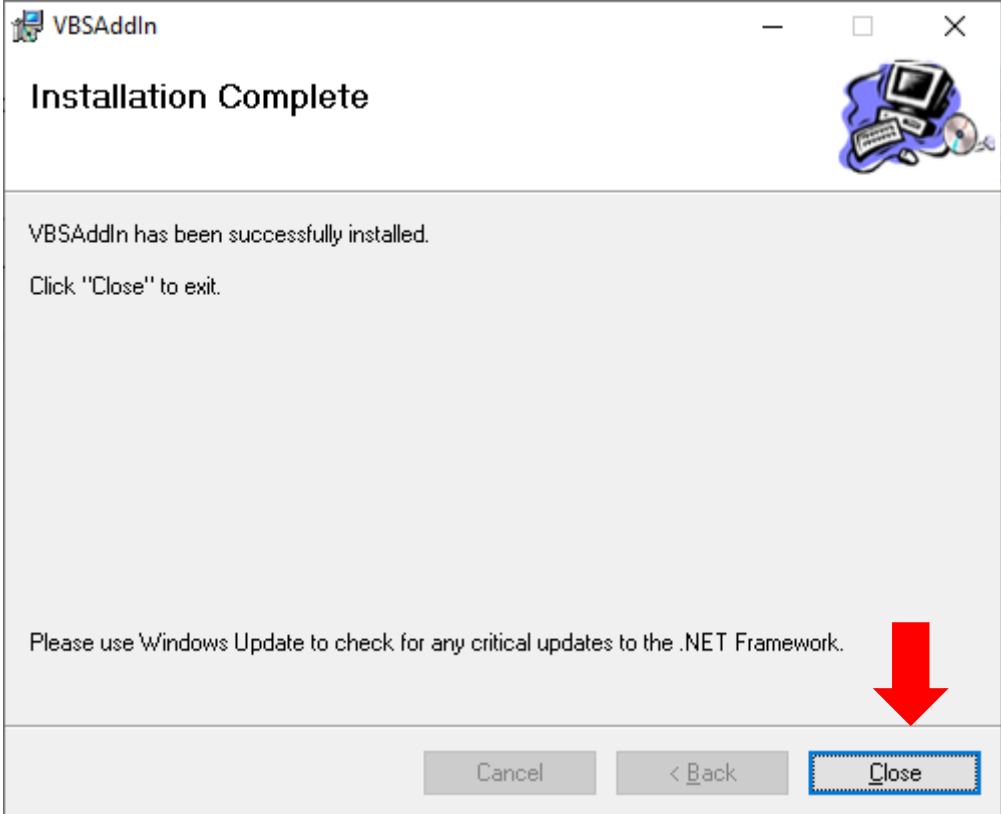 VBSAddIn
Installation Complete
VBSAddIn has been successfully installed.
Click "Close" to exit.
Please use Windows Update to check for any critical updates to the .NET Framework.
Cancel
< Back
Close